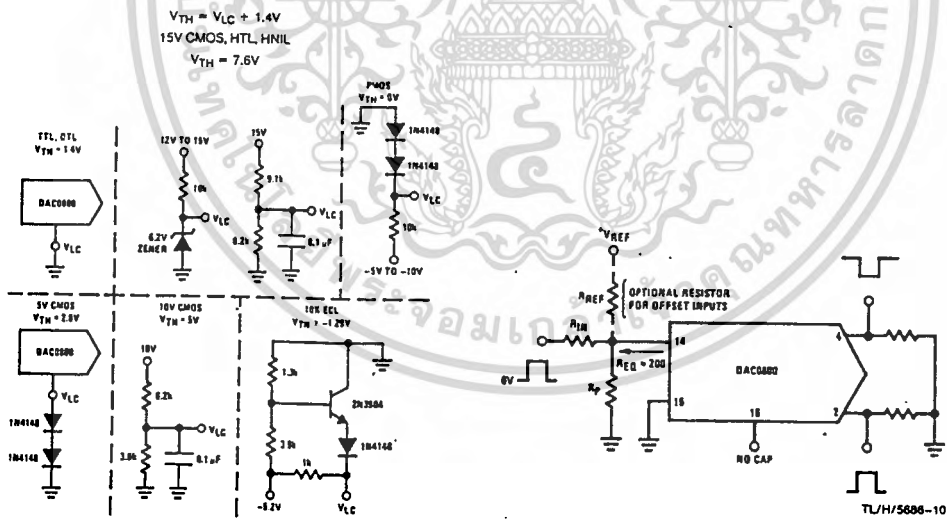 VTH = VLC + 1.4V
15V CMOS, HTL, HNIL
VTH = 7.6V
TTL, DTL
VTH = 1.4V
DAC0808
VLC
12V TO 15V
10k
VLC
6.2V
ZENER
15V
9.1k
VLC
6.2k
0.1 µF
PMOS
VTH = 0V
1N4148
1N4148
VLC
10k
-5V TO -10V
5V CMOS
VTH = 2.8V
DAC0808
VLC
1N4148
1N4148
10V CMOS
VTH = 5V
10V
6.2k
VLC
3.6k
0.1 µF
10K ECL
1.3k
3.9k
1N4148
1k
-5.2V
VLC
+VREF
RREF
OPTIONAL RESISTOR
FOR OFFSET INPUTS
RIN
0V
REQ = 200
RP
14
15
16
4
2
DAC0802
NO CAP
TL/H/5686-10